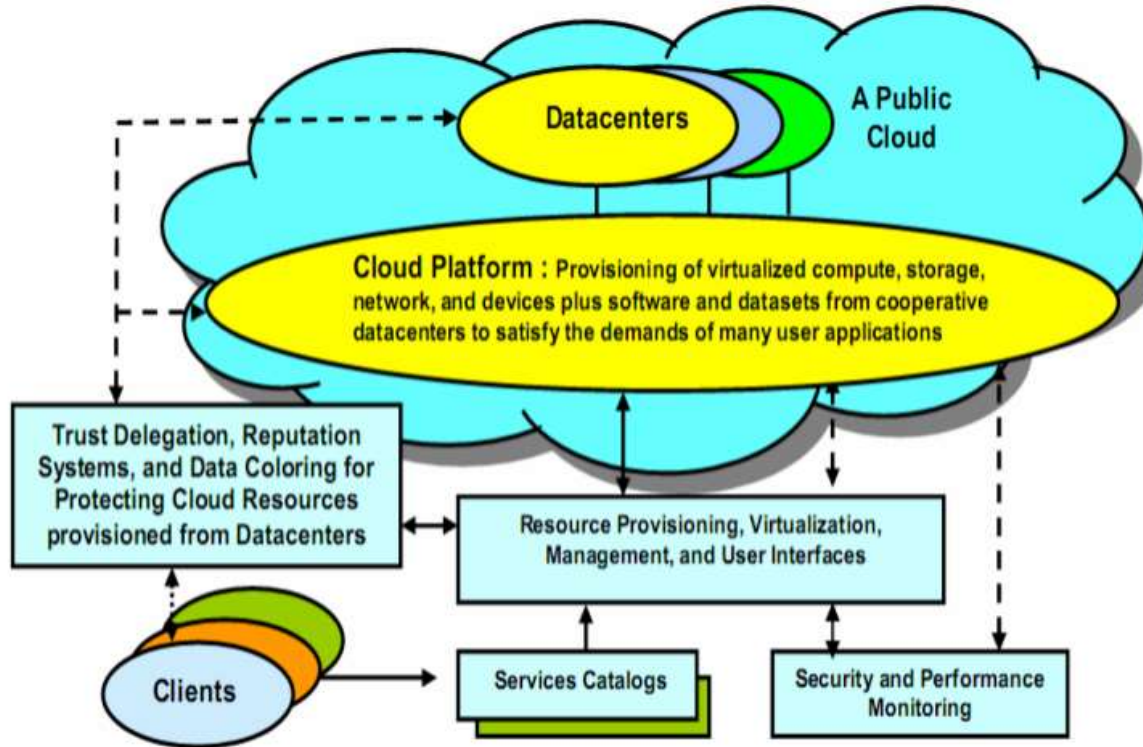 Datacenters
A Public
Cloud
Cloud Platform : Provisioning of virtualized compute, storage,
network, and devices plus software and datasets from cooperative
datacenters to satisfy the demands of many user applications
Trust Delegation, Reputation
Systems, and Data Coloring for
Protecting Cloud Resources
provisioned from Datacenters
Resource Provisioning, Virtualization,
Management, and User Interfaces
Clients
Services Catalogs
Security and Performance
Monitoring